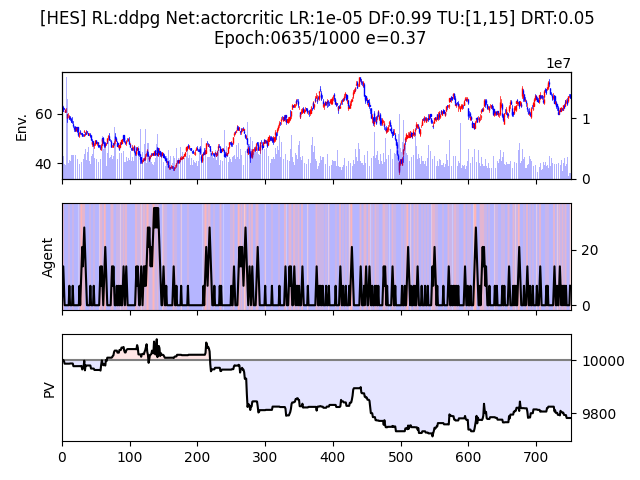 [HES] RL:ddpg Net:actorcritic LR:1e-05 DF:0.99 TU:[1,15] DRT:0.05
Epoch:0635/1000 e=0.37
1e7
Env.
60
40
1
0
Agent
20
0
PV
10000
9800
0 100 200 300 400 500 600 700